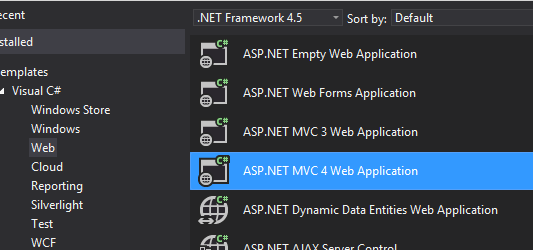 ecent
.NET Framework 4.5 Sort by: Default
nstalled
C# ASP.NET Empty Web Application
emplates
Visual C#
C# ASP.NET Web Forms Application
Windows Store
Windows
C# ASP.NET MVC 3 Web Application
Web
Cloud
C# ASP.NET MVC 4 Web Application
Reporting
Silverlight
C# ASP.NET Dynamic Data Entities Web Application
Test
WCF
C# ASP.NET AJAX Server Control